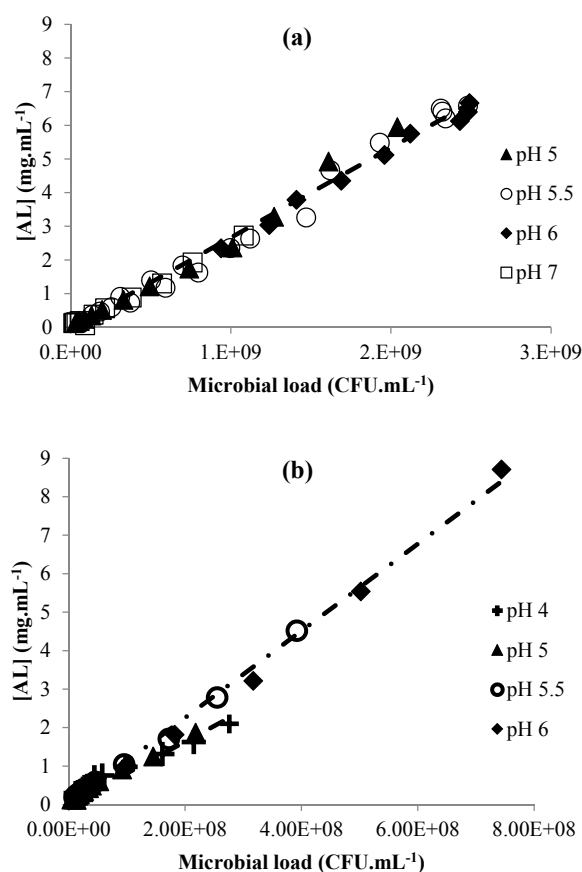 (a)
9
8
7
6
5
4
3
2
1
0
[AL] (mg.mL⁻¹)
▲ pH 5
○ pH 5.5
◆ pH 6
□ pH 7
0.E+00 1.E+09 2.E+09 3.E+09
Microbial load (CFU.mL⁻¹)
(b)
9
8
7
6
5
4
3
2
1
0
[AL] (mg.mL⁻¹)
+ pH 4
▲ pH 5
○ pH 5.5
◆ pH 6
0.00E+00 2.00E+08 4.00E+08 6.00E+08 8.00E+08
Microbial load (CFU.mL⁻¹)